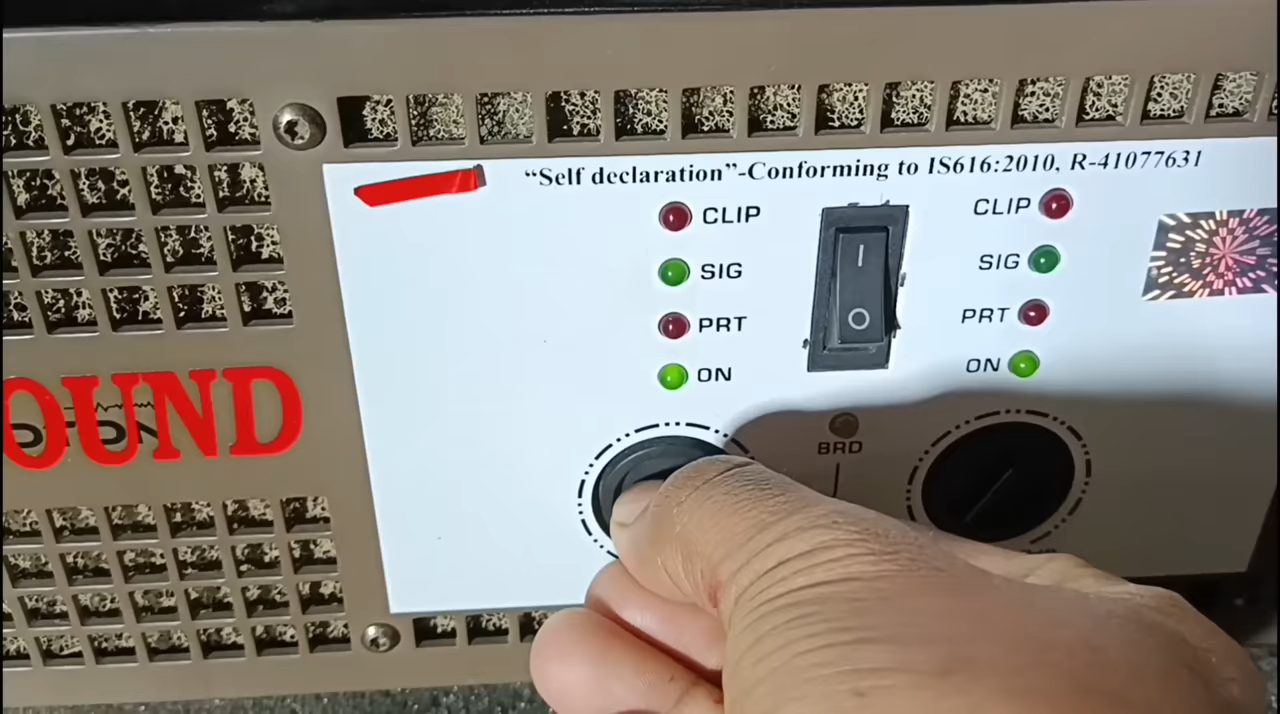 "Self declaration"-Conforming to IS616:2010, R-41077631
CLIP
SIG
PRT
ON
I
O
CLIP
SIG
PRT
ON
OUND
BRD